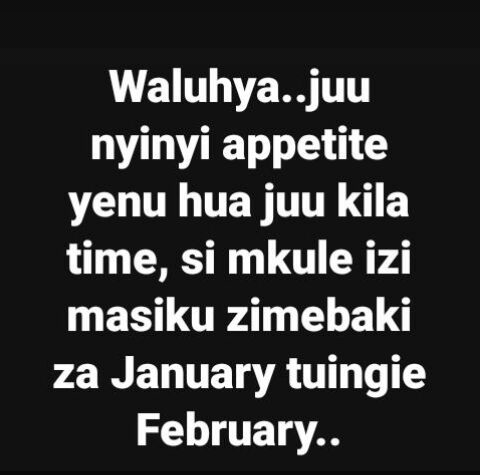 Waluhya..juu
nyinyi appetite
yenu hua juu kila
time, si mkule izi
masiku zimebaki
za January tuingie
February..